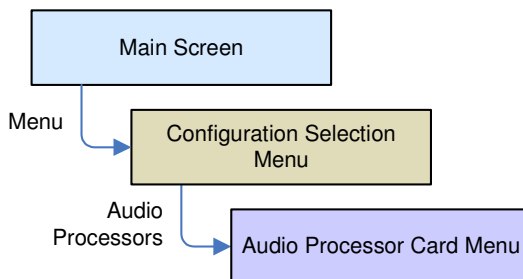 Main Screen
Menu
Configuration Selection
Menu
Audio
Processors
Audio Processor Card Menu